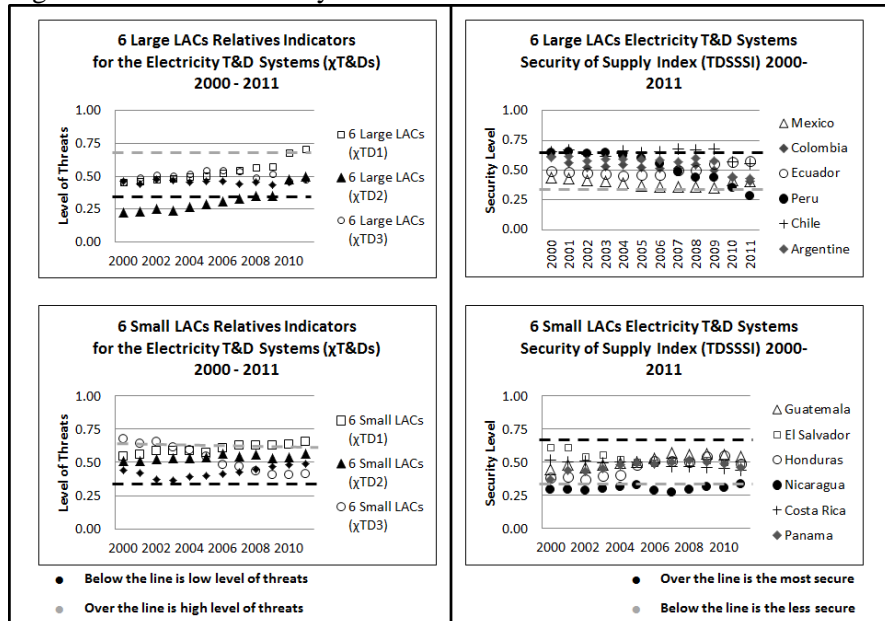 6 Large LACs Relatives Indicators
for the Electricity T&D Systems (χT&Ds)
2000 - 2011
Level of Threats
1.00
0.75
0.50
0.25
0.00
2000 2002 2004 2006 2008 2010
6 Large LACs
(χTD1)
6 Large LACs
(χTD2)
6 Large LACs
(χTD3)
6 Large LACs Electricity T&D Systems
Security of Supply Index (TDSSSI) 2000-
2011
Security Level
1.00
0.75
0.50
0.25
0.00
2000
2001
2002
2003
2004
2005
2006
2007
2008
2009
2010
2011
Mexico
Colombia
Ecuador
Peru
Chile
Argentine
6 Small LACs Relatives Indicators
for the Electricity T&D Systems (χT&Ds)
2000 - 2011
Level of Threats
1.00
0.75
0.50
0.25
0.00
2000 2002 2004 2006 2008 2010
6 Small LACs
(χTD1)
6 Small LACs
(χTD2)
6 Small LACs
(χTD3)
6 Small LACs Electricity T&D Systems
Security of Supply Index (TDSSSI) 2000-
2011
Security Level
1.00
0.75
0.50
0.25
0.00
2000 2002 2004 2006 2008 2010
Guatemala
El Salvador
Honduras
Nicaragua
Costa Rica
Panama
Below the line is low level of threats
Over the line is high level of threats
Over the line is the most secure
Below the line is the less secure